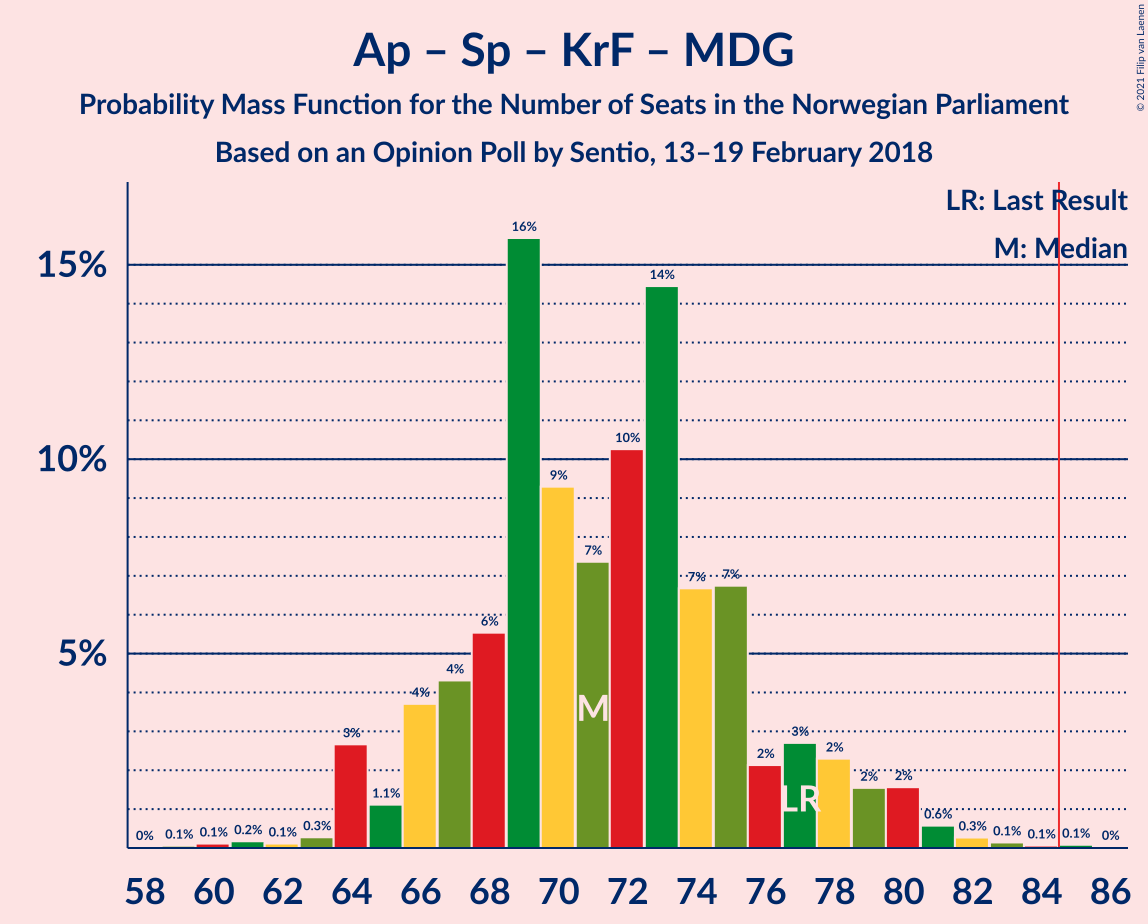 Ap – Sp – KrF – MDG
Probability Mass Function for the Number of Seats in the Norwegian Parliament
Based on an Opinion Poll by Sentio, 13–19 February 2018
© 2021 Filip van Laenen
LR: Last Result
M: Median
15%
10%
5%
0% 0.1% 0.1% 0.2% 0.1% 0.3% 3% 1.1% 4% 4% 6% 16% 9% 7% 10% 14% 7% 7% 2% 3% 2% 2% 2% 0.6% 0.3% 0.1% 0.1% 0.1% 0%
M
LR
58 60 62 64 66 68 70 72 74 76 78 80 82 84 86